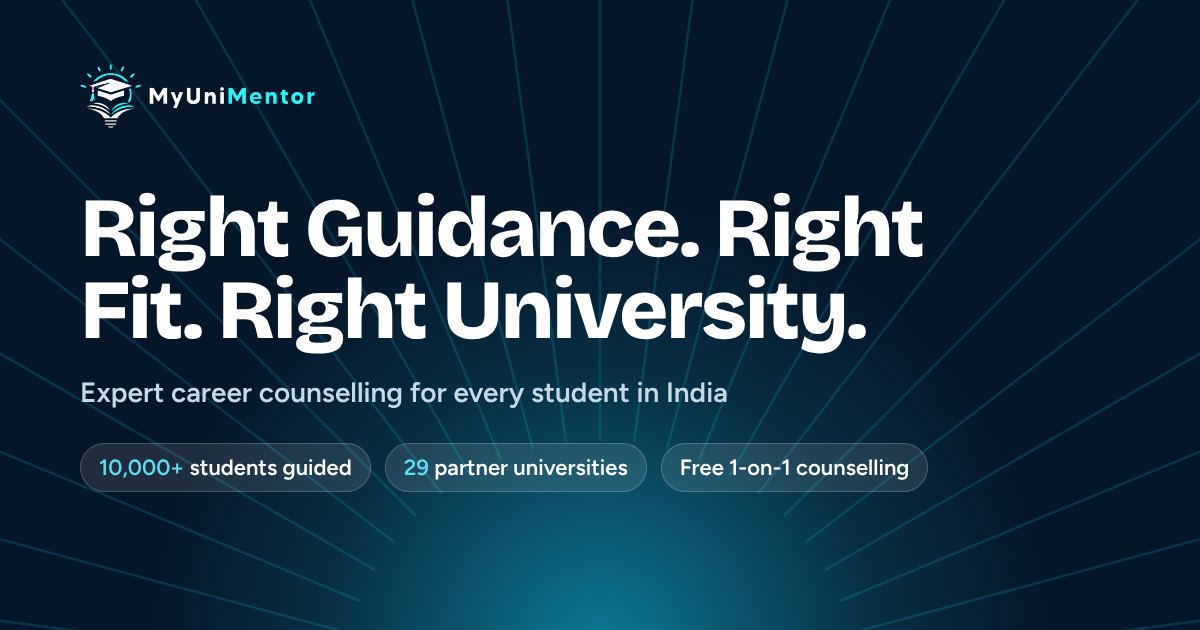 MyUniMentor
Right Guidance. Right
Fit. Right University.
Expert career counselling for every student in India
10,000+ students guided
29 partner universities
Free 1-on-1 counselling